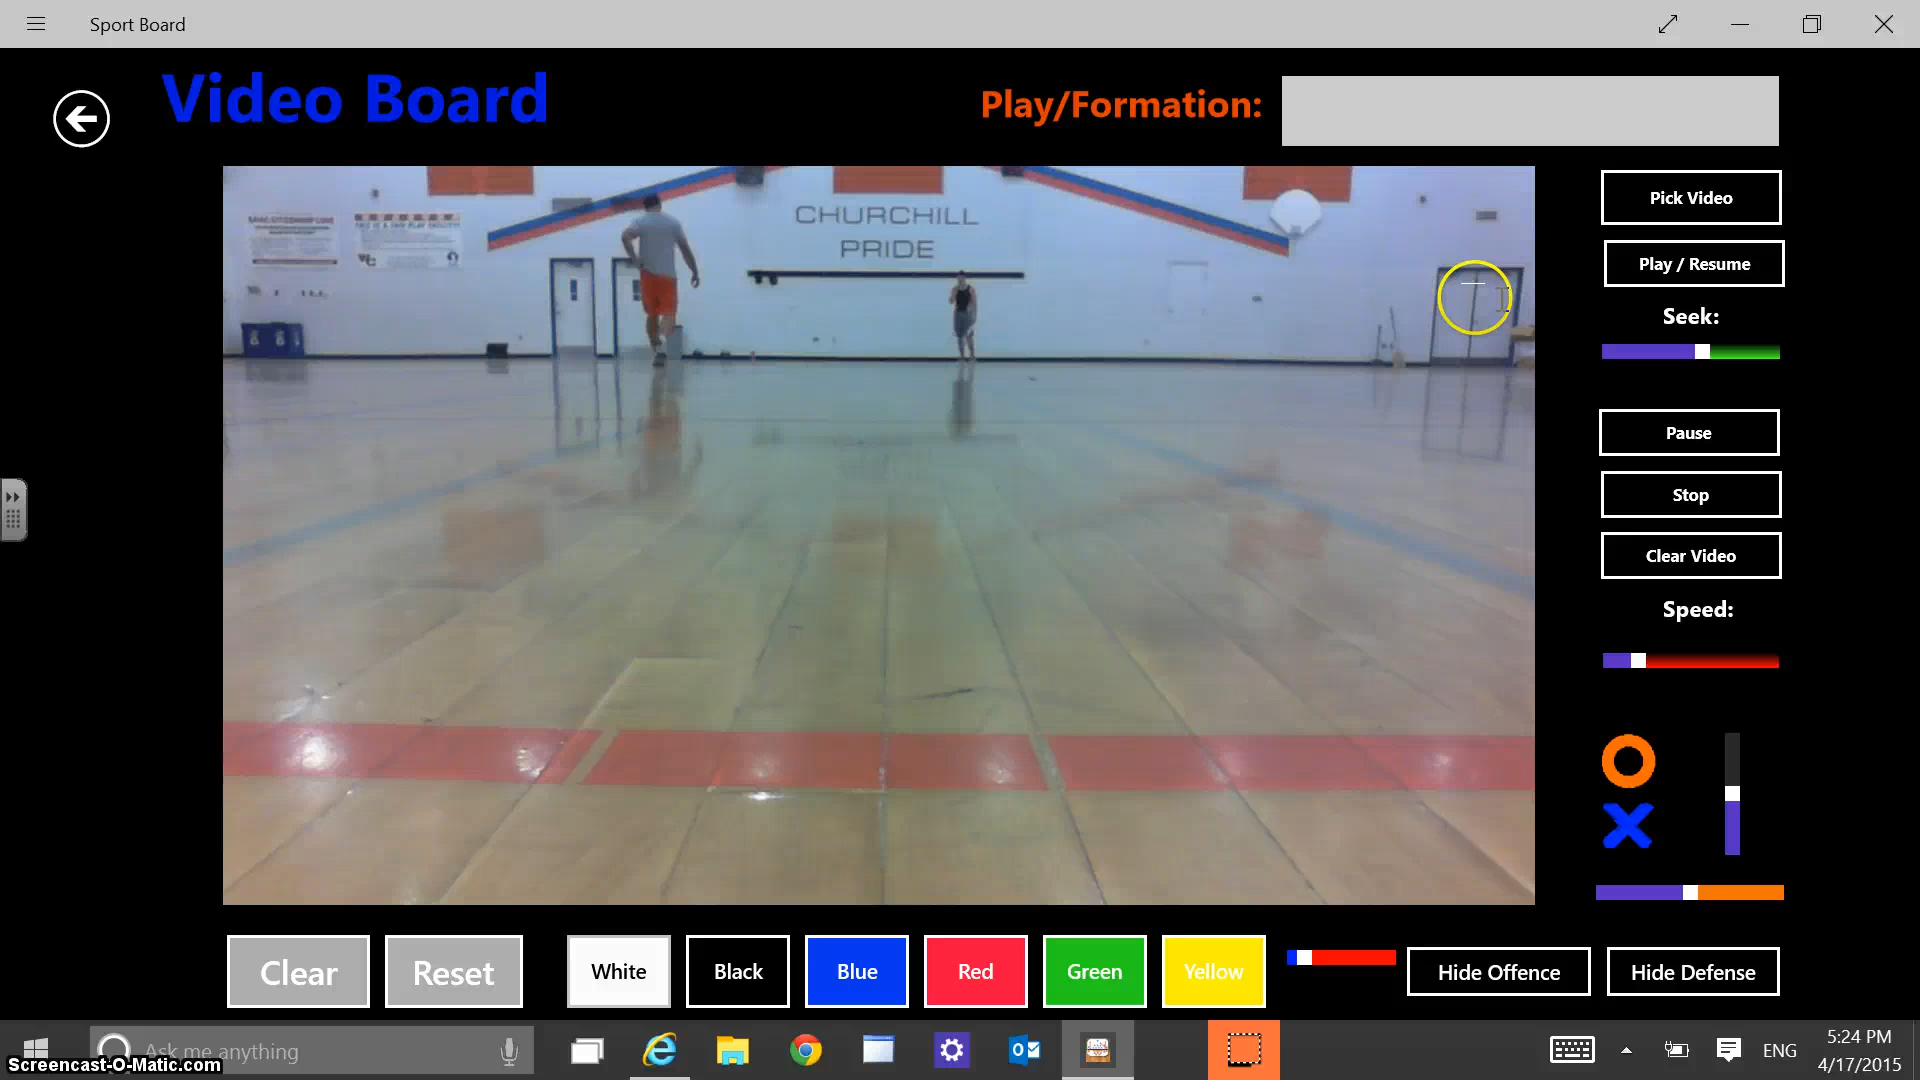 Sport Board
Video Board
Play/Formation:
CHURCHILL
PRIDE
Pick Video
Play / Resume
Seek:
Pause
Stop
Clear Video
Speed:
Clear
Reset
White
Black
Blue
Red
Green
Yellow
Hide Offence
Hide Defense
Ask me anything
Screencast-O-Matic.com
ENG
5:24 PM
4/17/2015